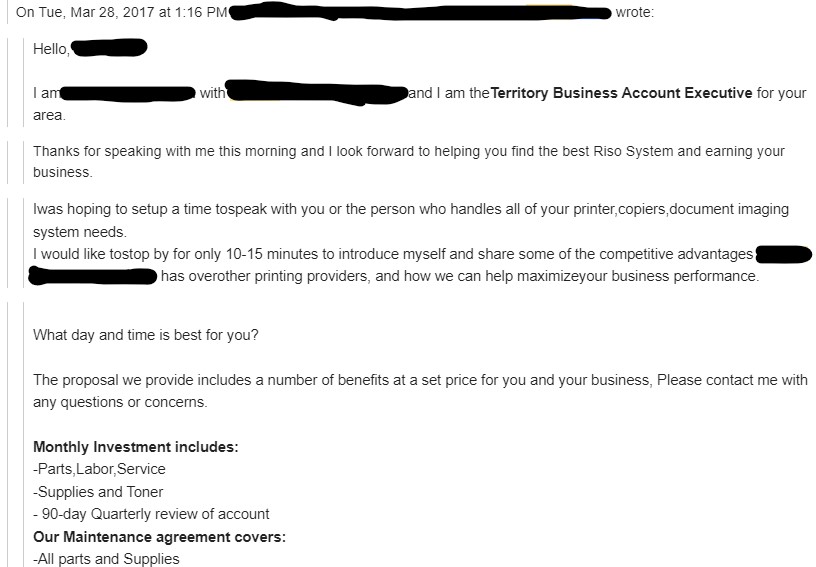 On Tue, Mar 28, 2017 at 1:16 PM wrote:
Hello,
I am with and I am theTerritory Business Account Executive for your
area.
Thanks for speaking with me this morning and I look forward to helping you find the best Riso System and earning your
business.
Iwas hoping to setup a time tospeak with you or the person who handles all of your printer,copiers,document imaging
system needs.
I would like tostop by for only 10-15 minutes to introduce myself and share some of the competitive advantages
has overother printing providers, and how we can help maximizeyour business performance.
What day and time is best for you?
The proposal we provide includes a number of benefits at a set price for you and your business, Please contact me with
any questions or concerns.
Monthly Investment includes:
-Parts,Labor,Service
-Supplies and Toner
- 90-day Quarterly review of account
Our Maintenance agreement covers:
-All parts and Supplies